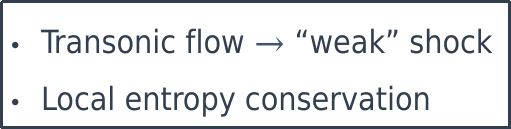 • Transonic flow → “weak” shock
• Local entropy conservation